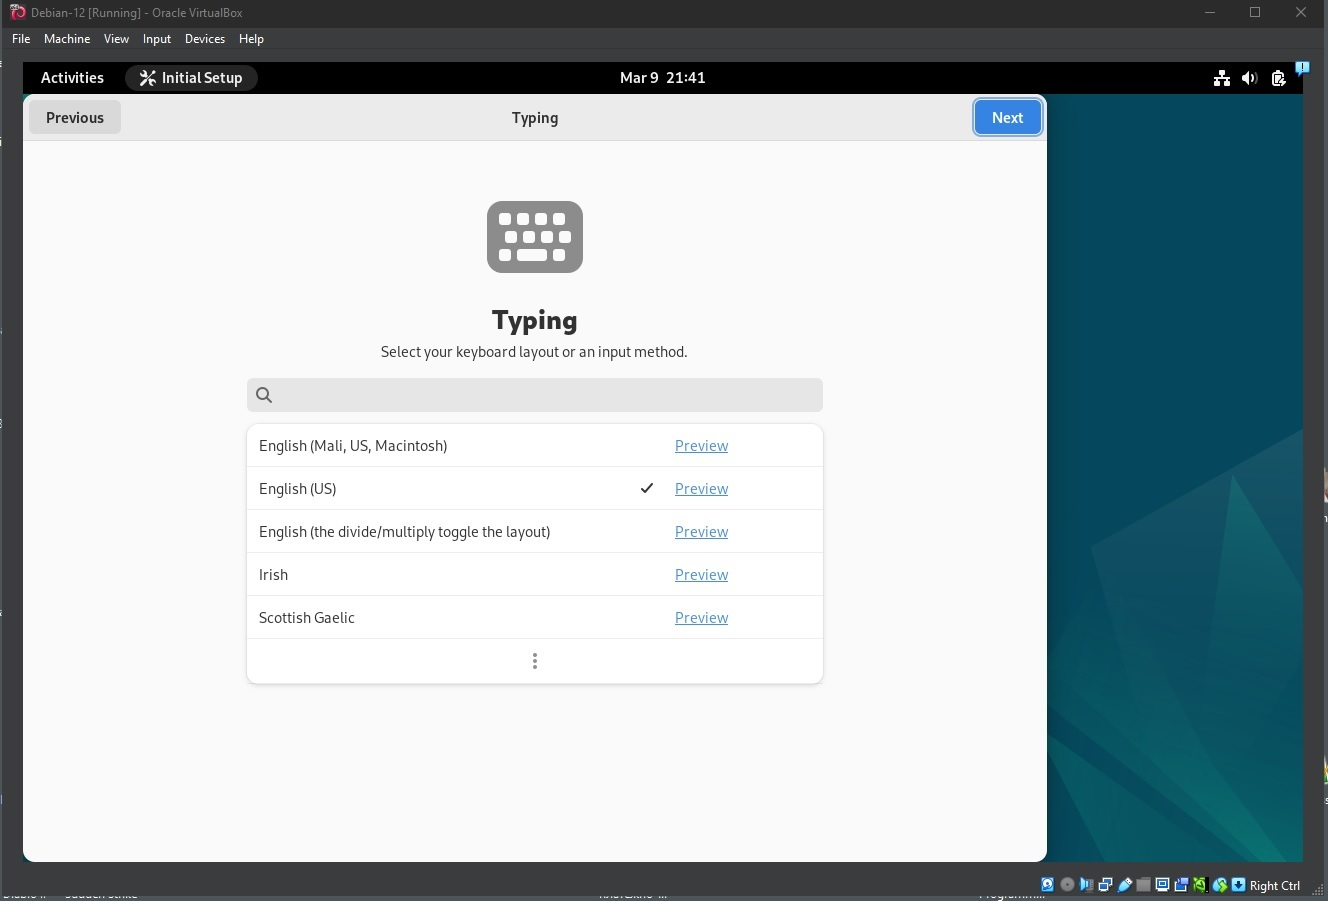 Debian-12 [Running] - Oracle VirtualBox
File Machine View Input Devices Help
Activities Initial Setup Mar 9 21:41
Previous Typing Next
Typing
Select your keyboard layout or an input method.
English (Mali, US, Macintosh) Preview
English (US) Preview
English (the divide/multiply toggle the layout) Preview
Irish Preview
Scottish Gaelic Preview
Right Ctrl